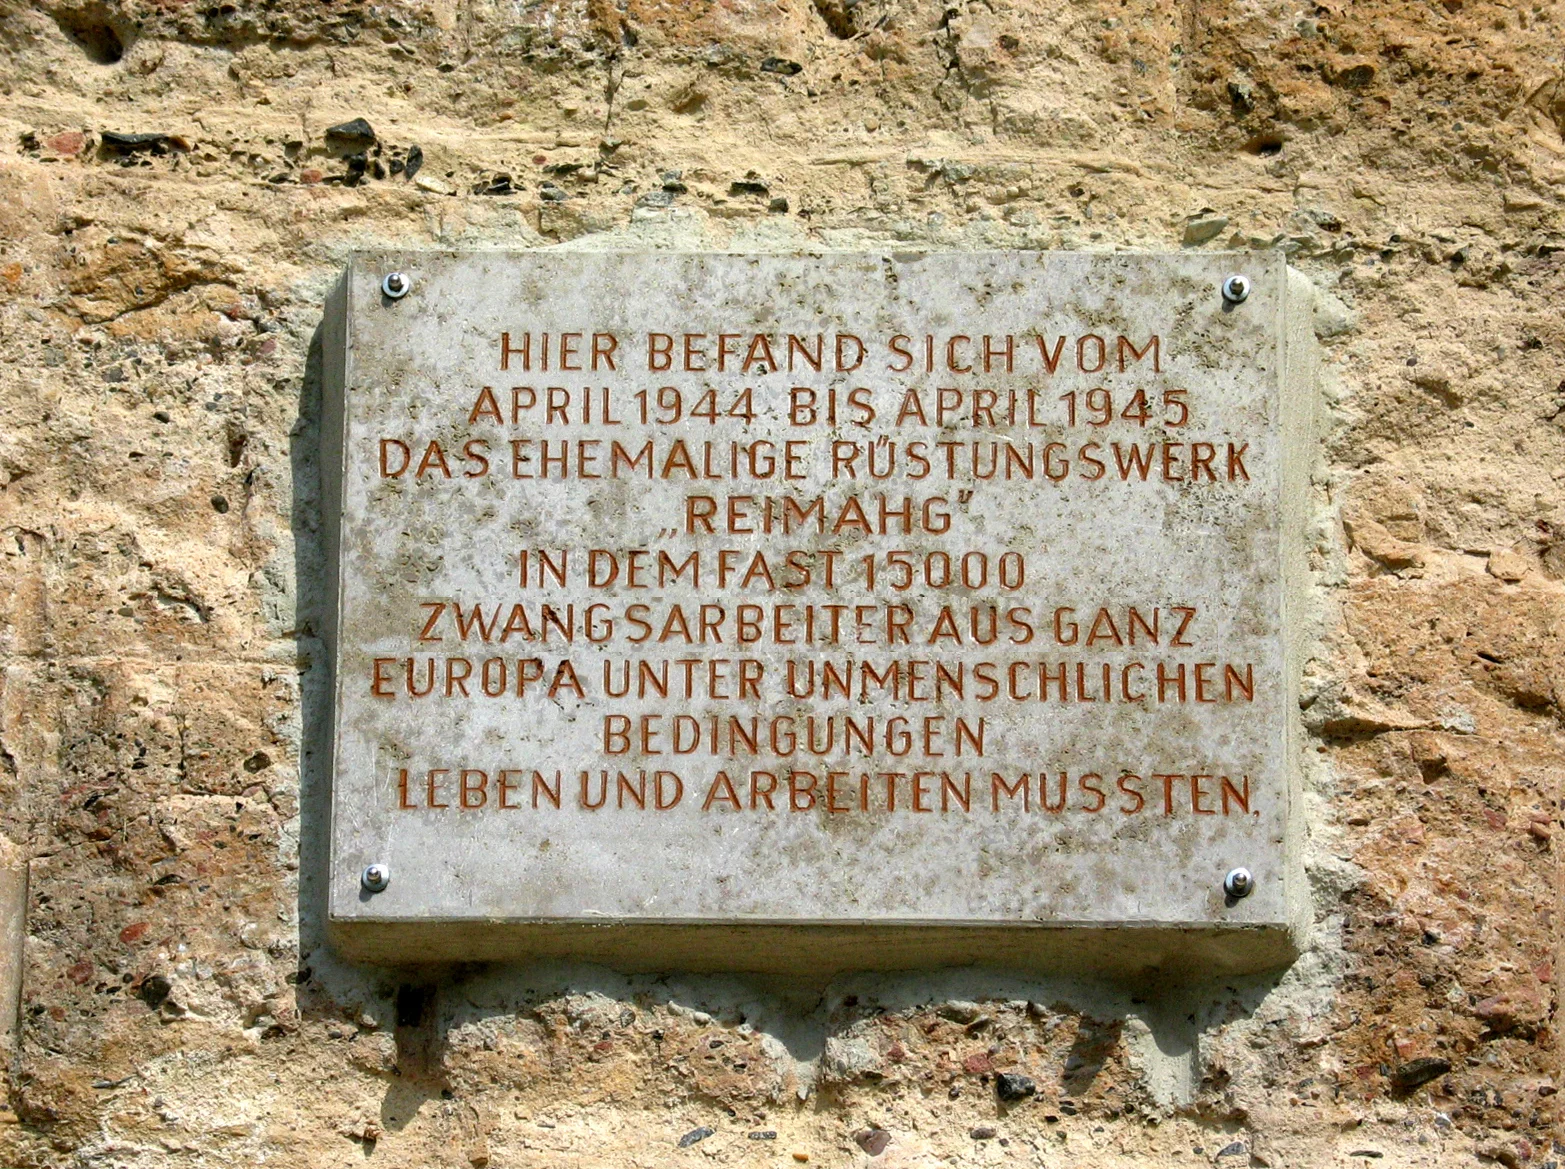 HIER BEFÄND SICH VOM
APRIL 1944 BIS APRIL 1945
DAS EHEMALIGE RÜSTUNGSWERK
„REIMAHG"
IN DEM FAST 15000
ZWANGSARBEITER AUS GANZ
EUROPA UNTER UNMENSCHLICHEN
BEDINGUNGEN
LEBEN UND ARBEITEN MUSSTEN.